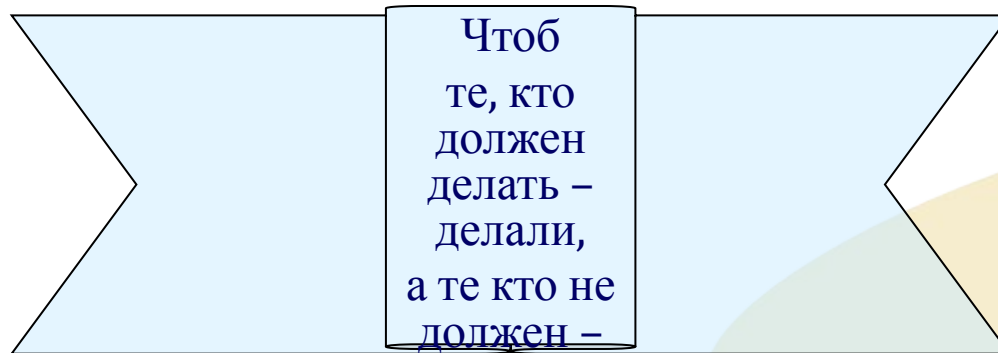 Чтоб
те, кто
должен
делать –
делали,
а те кто не
должен –